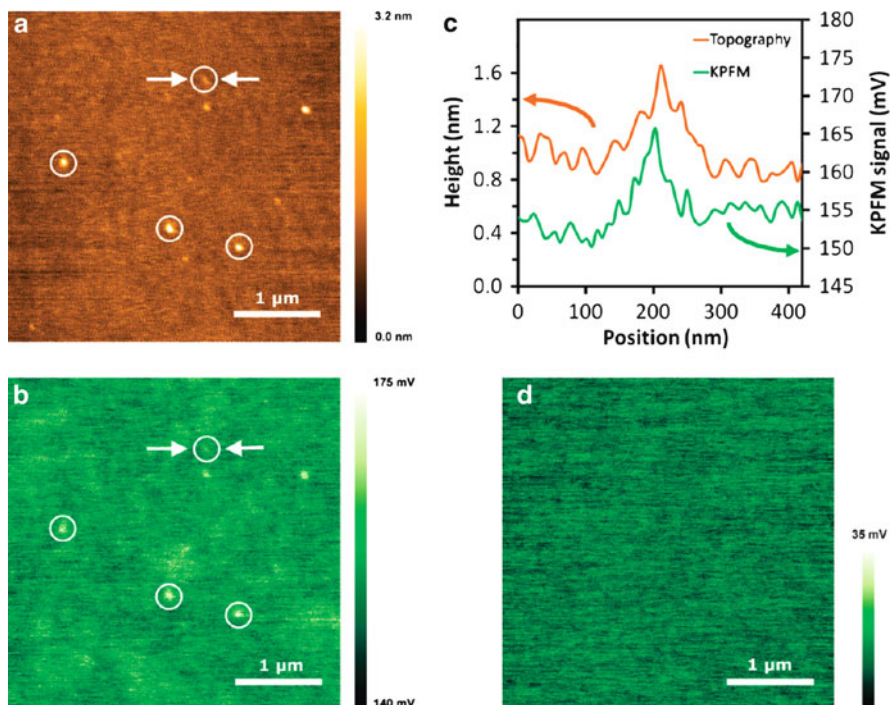 a
3.2 nm
1 µm
0.0 nm
c
Topography
KPFM
Height (nm)
1.6
1.2
0.8
0.4
0.0
0
100
200
300
400
Position (nm)
180
175
170
165
160
155
150
145
KPFM signal (mV)
b
175 mV
1 µm
140 mV
d
35 mV
1 µm